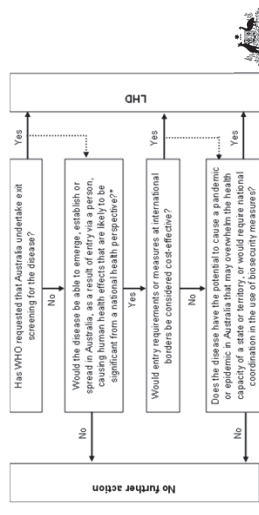 Has WHO requested that Australia undertake exit
screening for the disease?
Yes
No
Would the disease be able to emerge, establish or
spread in Australia, as a result of entry via a person,
causing human health effects that are likely to be
significant from a national health perspective?*
No
Yes
Would entry requirements or measures at international
borders be considered cost-effective?
Yes
No
Does the disease have the potential to cause a pandemic
or epidemic in Australia that may overwhelm the health
capacity of a state or territory, or would require national
coordination in the use of biosecurity measures?
No
Yes
LHD
No further action